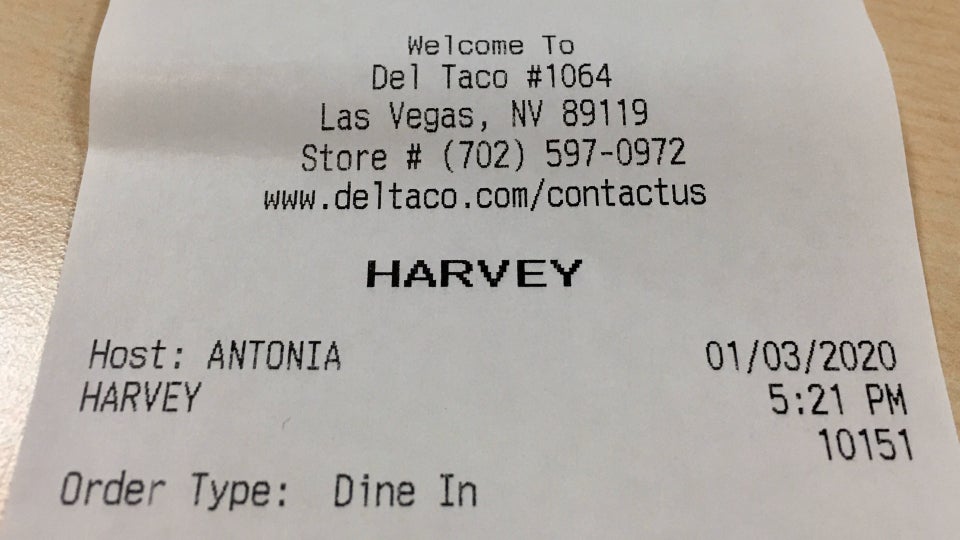 Welcome To
Del Taco #1064
Las Vegas, NV 89119
Store # (702) 597-0972
www.deltaco.com/contactus
HARVEY
Host: ANTONIA 01/03/2020
HARVEY 5:21 PM
10151
Order Type: Dine In